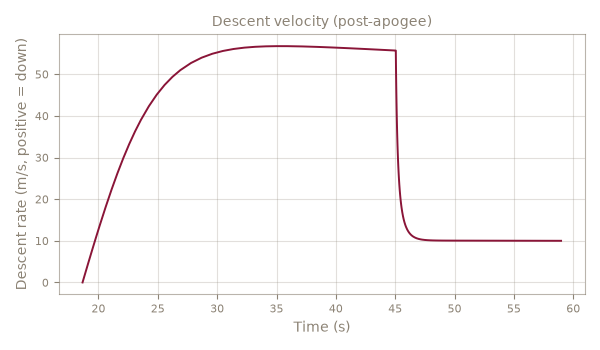 Descent velocity (post-apogee)
Descent rate (m/s, positive = down)
50
40
30
20
10
0
20 25 30 35 40 45 50 55 60
Time (s)